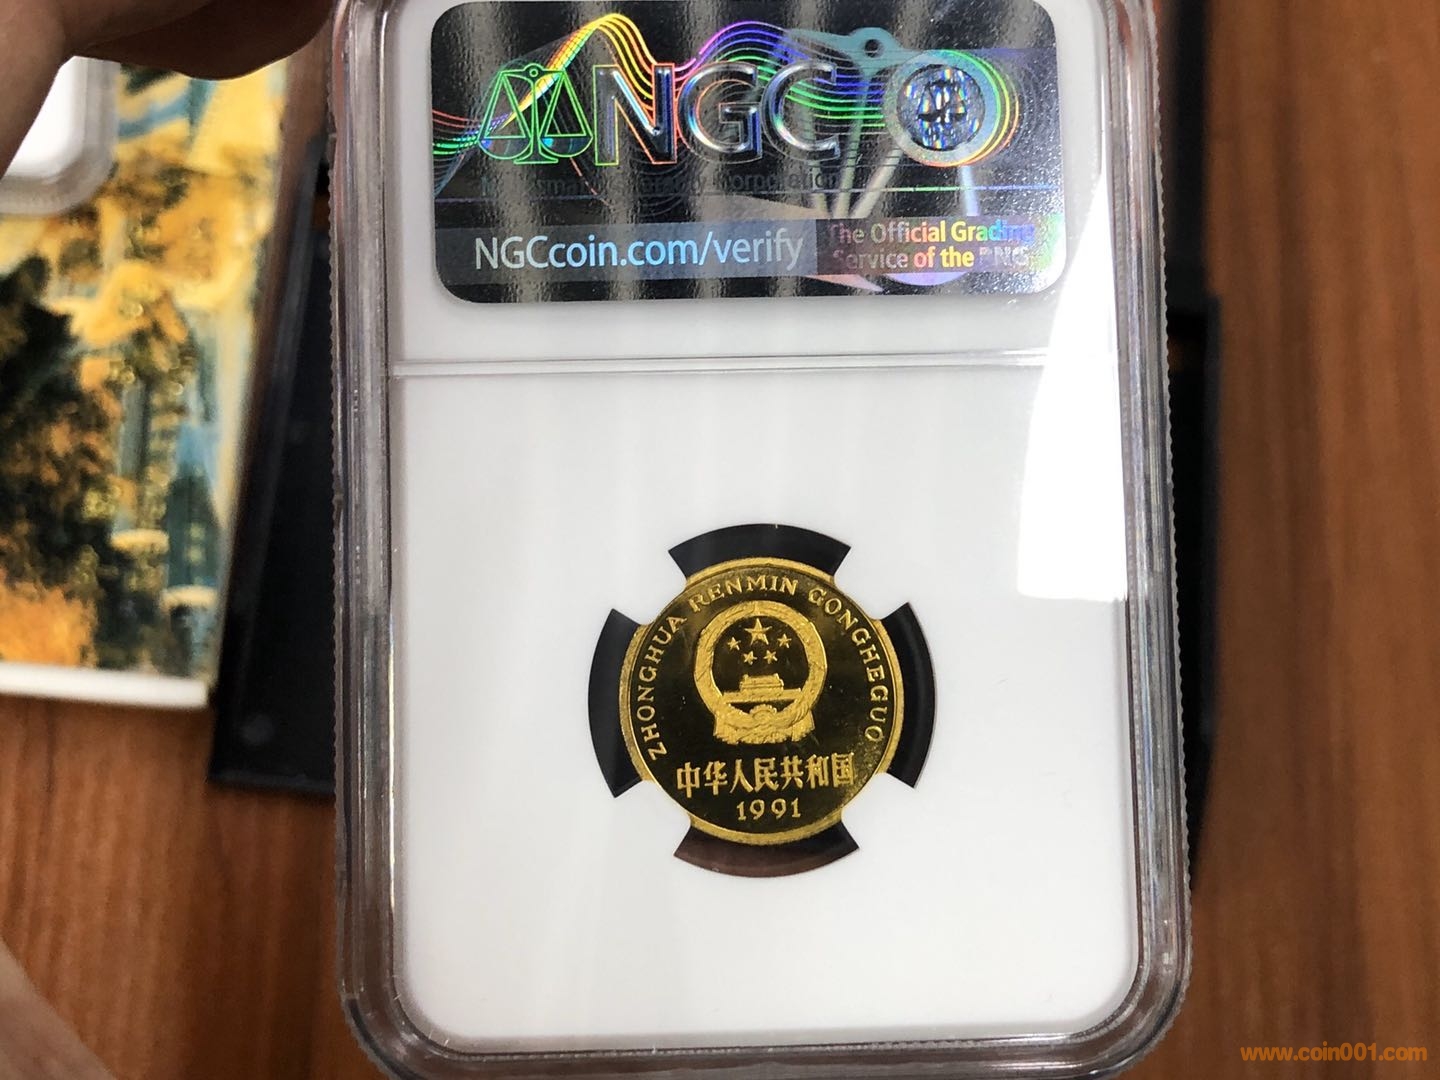 NGC
NGCcoin.com/verify
The Official Grading
Service of the PNG
ZHONGHUA RENMIN GONGHEGUO
中华人民共和国
1991
www.coin001.com